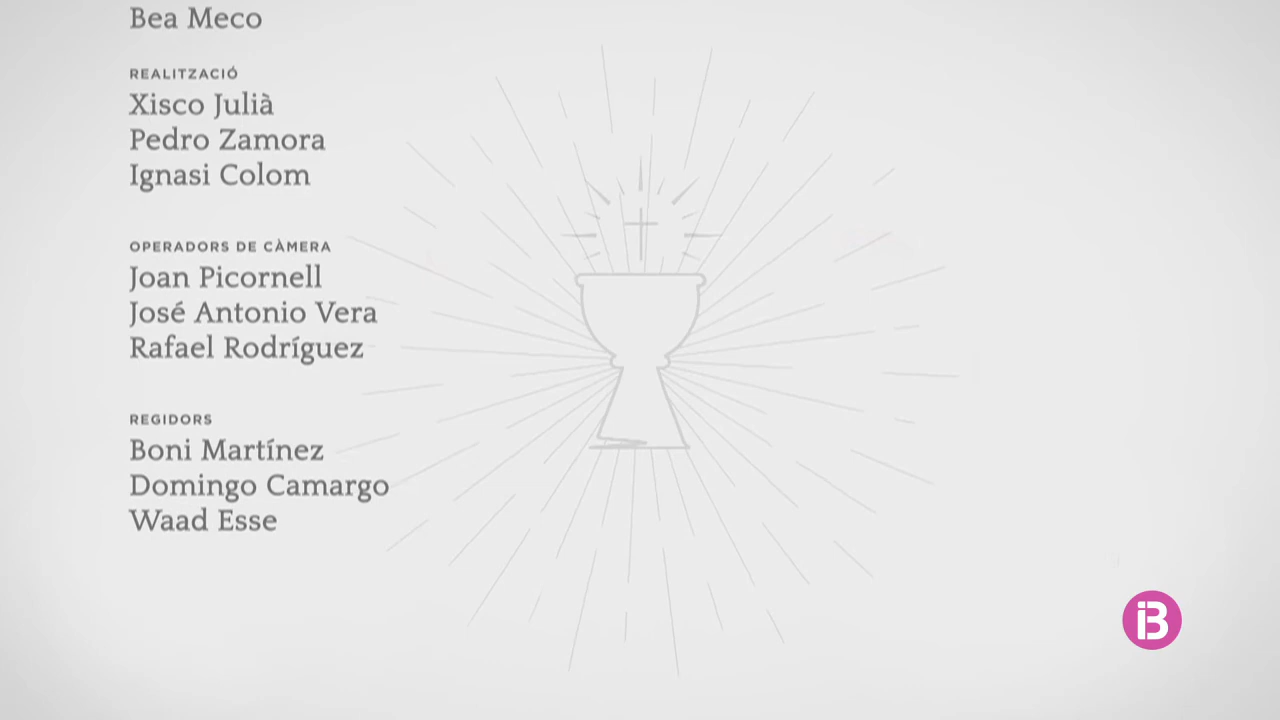 Bea Meco
REALITZACIÓ
Xisco Julià
Pedro Zamora
Ignasi Colom
OPERADORS DE CÀMERA
Joan Picornell
José Antonio Vera
Rafael Rodríguez
REGIDORS
Boni Martínez
Domingo Camargo
Waad Esse
iB